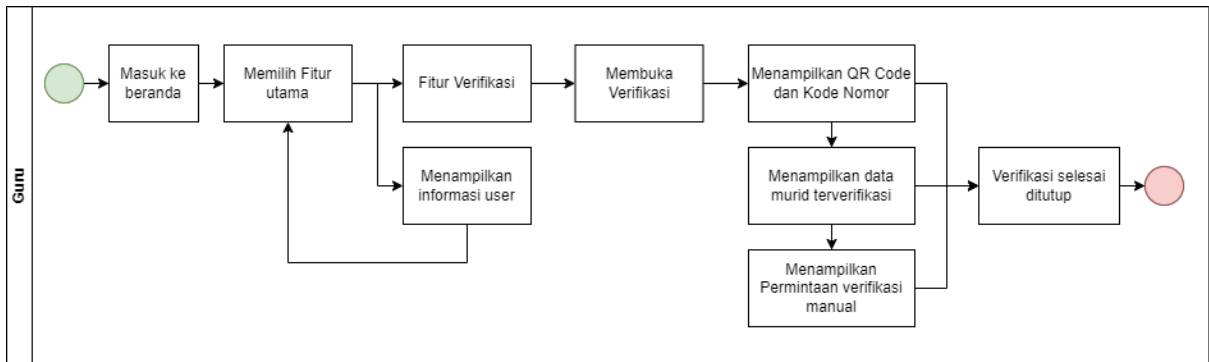 Guru
Masuk ke
beranda
Memilih Fitur
utama
Fitur Verifikasi
Membuka
Verifikasi
Menampilkan QR Code
dan Kode Nomor
Menampilkan
informasi user
Menampilkan data
murid terverifikasi
Verifikasi selesai
ditutup
Menampilkan
Permintaan verifikasi
manual